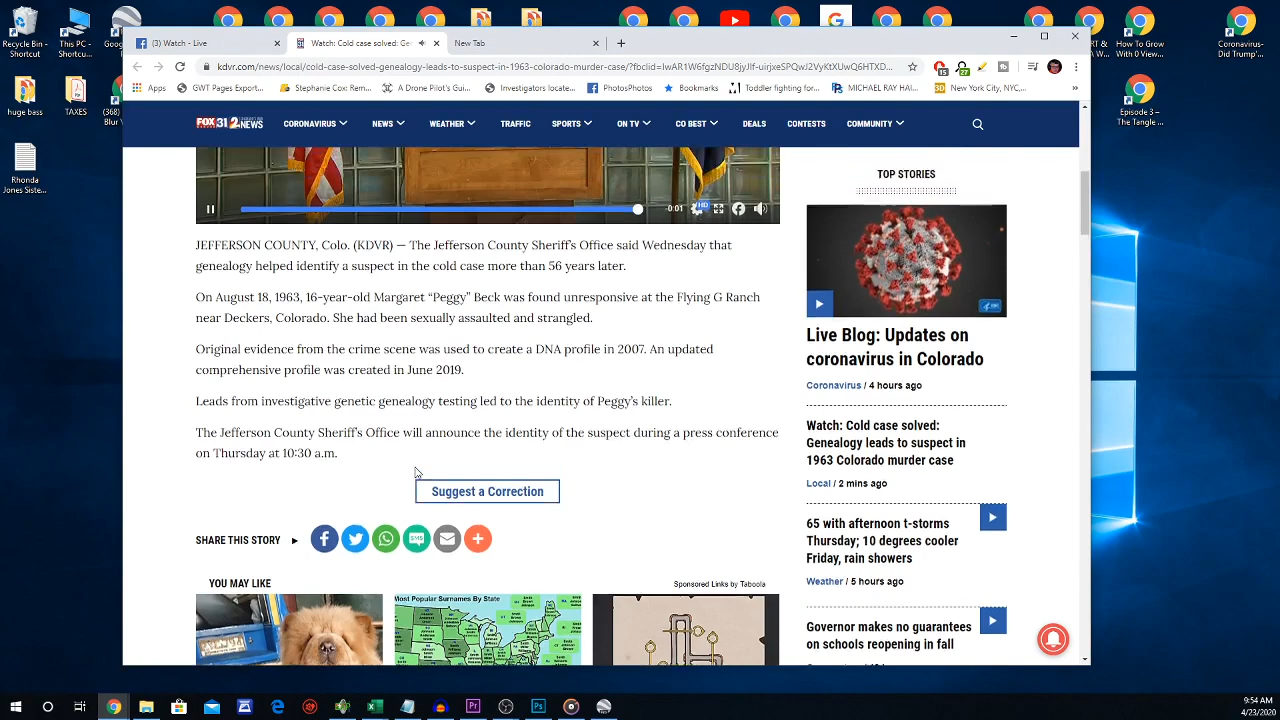 Recycle Bin -
Shortcut
This PC -
Shortcu...
Goog
huge bass
TAXES
(368)
Blur V
Rhonda
Jones Siste...
RT &
W
How To Grow
With 0 View...
Coronavirus-
Did Trump'...
Episode 3 –
The Tangle ...
(3) Watch - Live
Watch: Cold case solved: Ge
New Tab
kdvr.com/news/local/cold-case-solved-genealogy-leads-to-suspect-in-1963-colorado-murder-case/?fbclid=IwAR1W6fgzNDU8jyJlf-uirjxeSPQwJ2VyKtXUwQ6HTXD...
15
27
Apps
GWT Pages Export...
Stephanie Cox: Rem...
A Drone Pilot's Gui...
Investigors locate...
PhotosPhotos
Bookmarks
Toddler fighting for...
MICHAEL RAY HAI...
New York City, NYC,...
FOX 31 2 NEWS
CORONAVIRUS
NEWS
WEATHER
TRAFFIC
SPORTS
ON TV
CO BEST
DEALS
CONTESTS
COMMUNITY
-0:01
HD
JEFFERSON COUNTY, Colo. (KDVR) — The Jefferson County Sheriff's Office said Wednesday that
genealogy helped identify a suspect in the cold case more than 56 years later.
On August 18, 1963, 16-year-old Margaret “Peggy” Beck was found unresponsive at the Flying G Ranch
near Deckers, Colorado. She had been sexually assaulted and strangled.
Original evidence from the crime scene was used to create a DNA profile in 2007. An updated
comprehensive profile was created in June 2019.
Leads from investigative genetic genealogy testing led to the identity of Peggy's killer.
The Jefferson County Sheriff's Office will announce the identity of the suspect during a press conference
on Thursday at 10:30 a.m.
Suggest a Correction
SHARE THIS STORY
SMS
YOU MAY LIKE
Sponsored Links by Taboola
Most Popular Surnames By State
TOP STORIES
Live Blog: Updates on
coronavirus in Colorado
Coronavirus / 4 hours ago
Watch: Cold case solved:
Genealogy leads to suspect in
1963 Colorado murder case
Local / 2 mins ago
65 with afternoon t-storms
Thursday; 10 degrees cooler
Friday, rain showers
Weather / 5 hours ago
Governor makes no guarantees
on schools reopening in fall
9:54 AM
4/23/2020